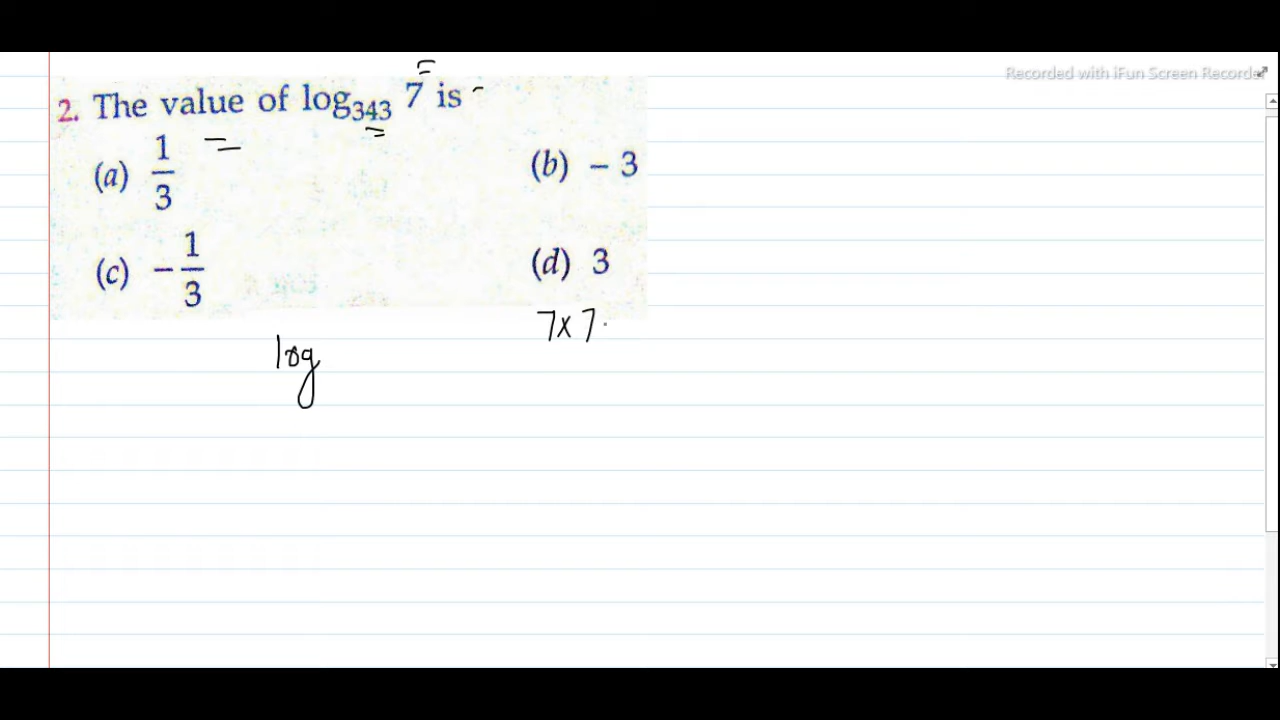 Recorded with iFun Screen Recorde
2. The value of log₃₄₃ 7 is
(a) 1/3 (b) – 3
(c) – 1/3 (d) 3
7x7
log